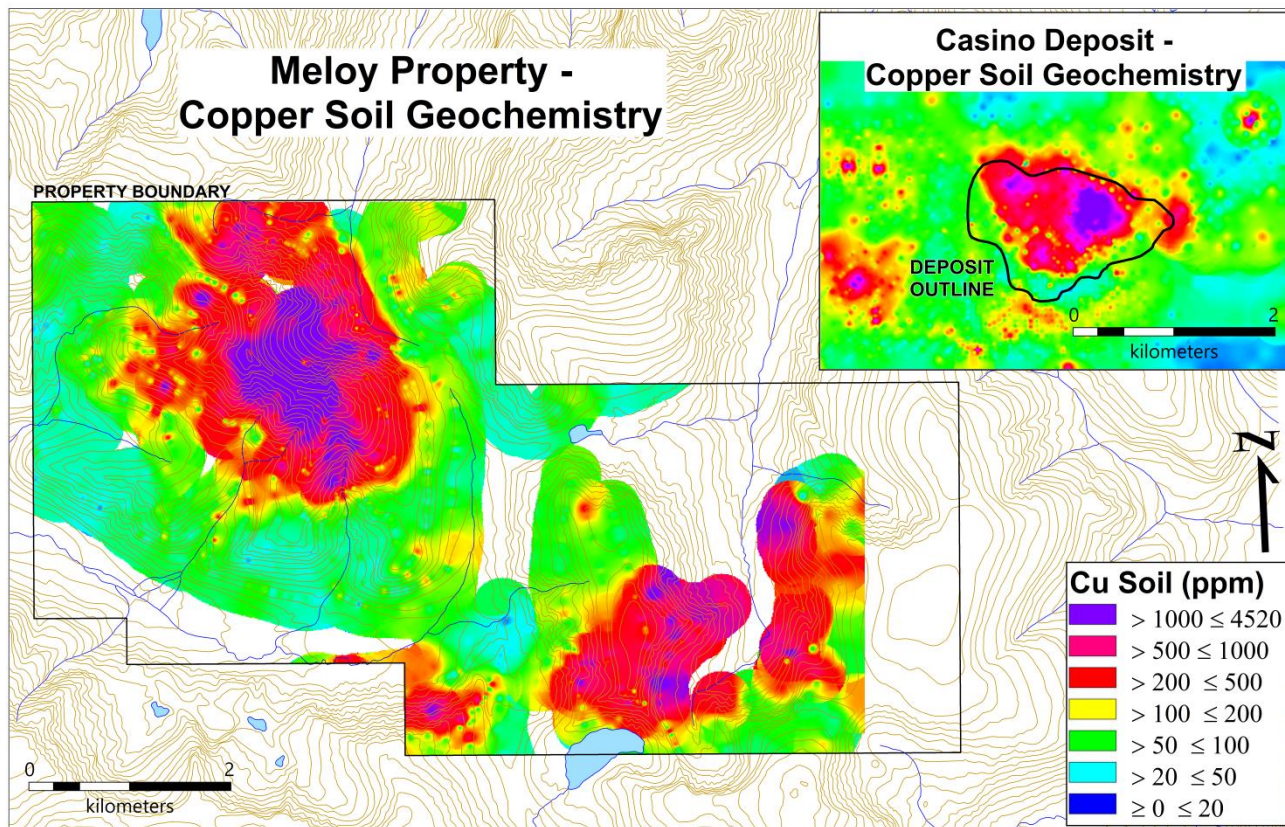 Meloy Property -
Copper Soil Geochemistry
Casino Deposit -
Copper Soil Geochemistry
PROPERTY BOUNDARY
DEPOSIT
OUTLINE
0 2
kilometers
N
Cu Soil (ppm)
> 1000 ≤ 4520
> 500 ≤ 1000
> 200 ≤ 500
> 100 ≤ 200
> 50 ≤ 100
> 20 ≤ 50
≥ 0 ≤ 20
0 2
kilometers